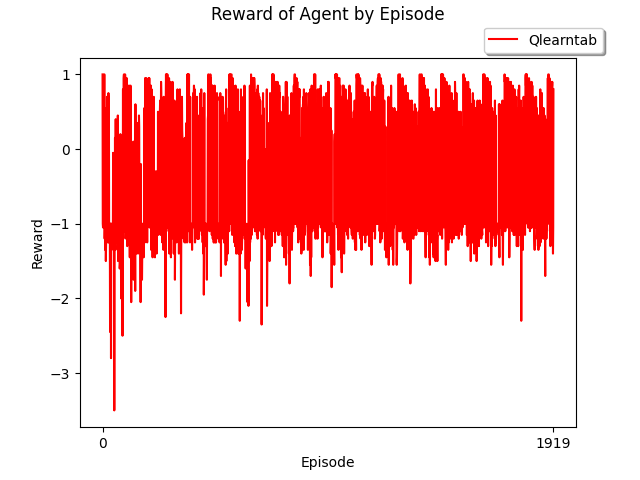 Reward of Agent by Episode
Qlearntab
1
0
−1
−2
−3
Reward
0
1919
Episode